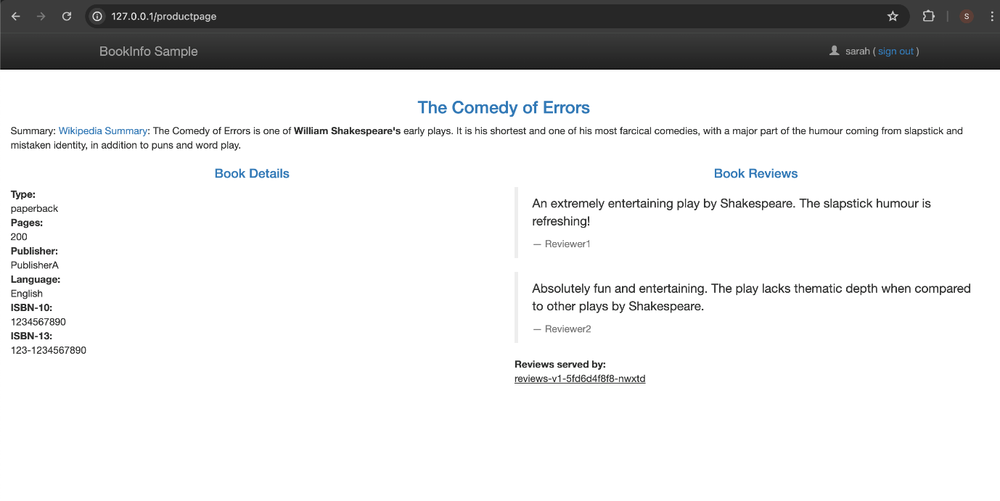 127.0.0.1/productpage
S
BookInfo Sample
sarah ( sign out )
The Comedy of Errors
Summary: Wikipedia Summary: The Comedy of Errors is one of William Shakespeare's early plays. It is his shortest and one of his most farcical comedies, with a major part of the humour coming from slapstick and
mistaken identity, in addition to puns and word play.
Book Details
Type:
paperback
Pages:
200
Publisher:
PublisherA
Language:
English
ISBN-10:
1234567890
ISBN-13:
123-1234567890
Book Reviews
An extremely entertaining play by Shakespeare. The slapstick humour is
refreshing!
— Reviewer1
Absolutely fun and entertaining. The play lacks thematic depth when compared
to other plays by Shakespeare.
— Reviewer2
Reviews served by:
reviews-v1-5fd6d4f8f8-nwxtd